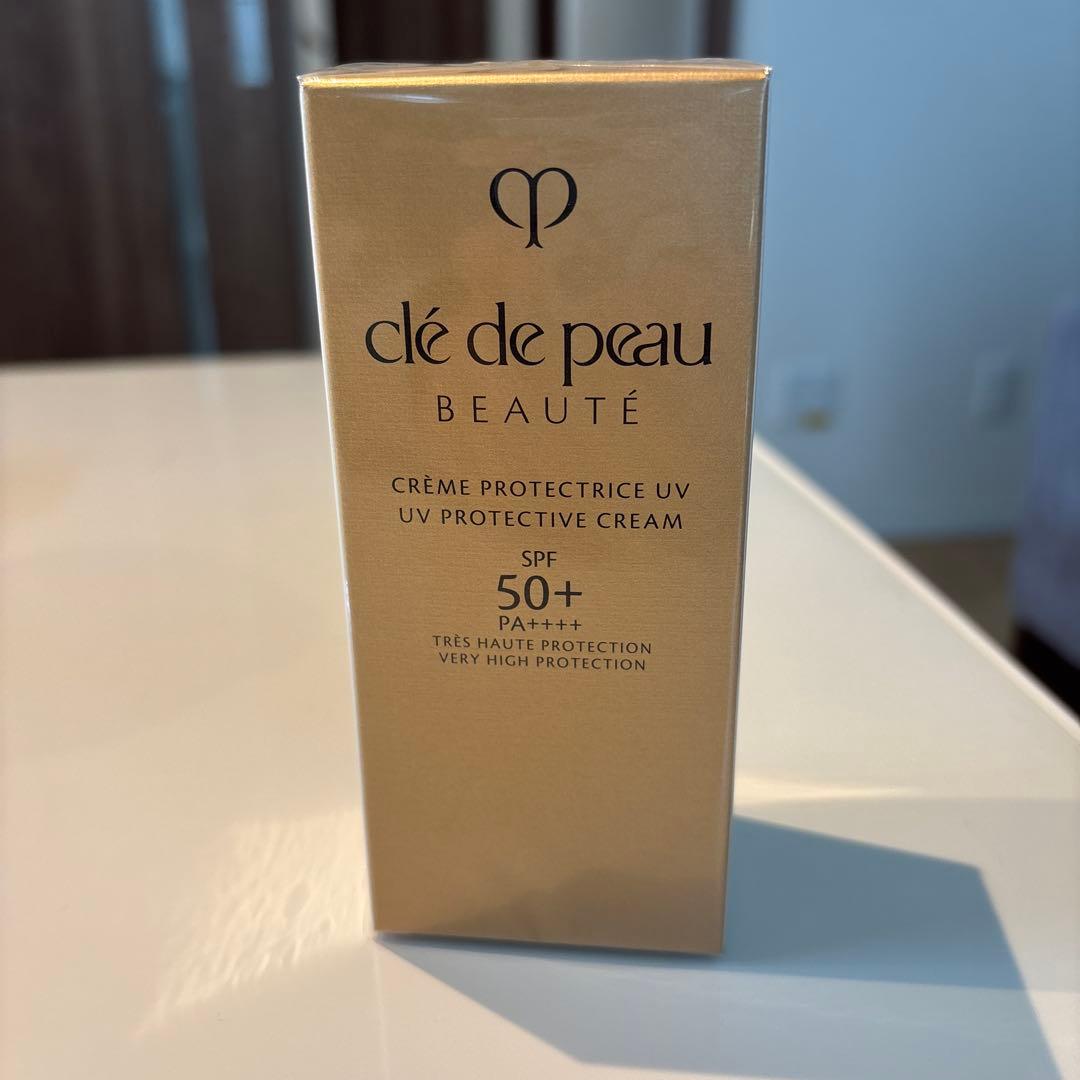 clé de peau
BEAUTÉ
CRÈME PROTECTRICE UV
UV PROTECTIVE CREAM
SPF
50+
PA++++
TRÈS HAUTE PROTECTION
VERY HIGH PROTECTION